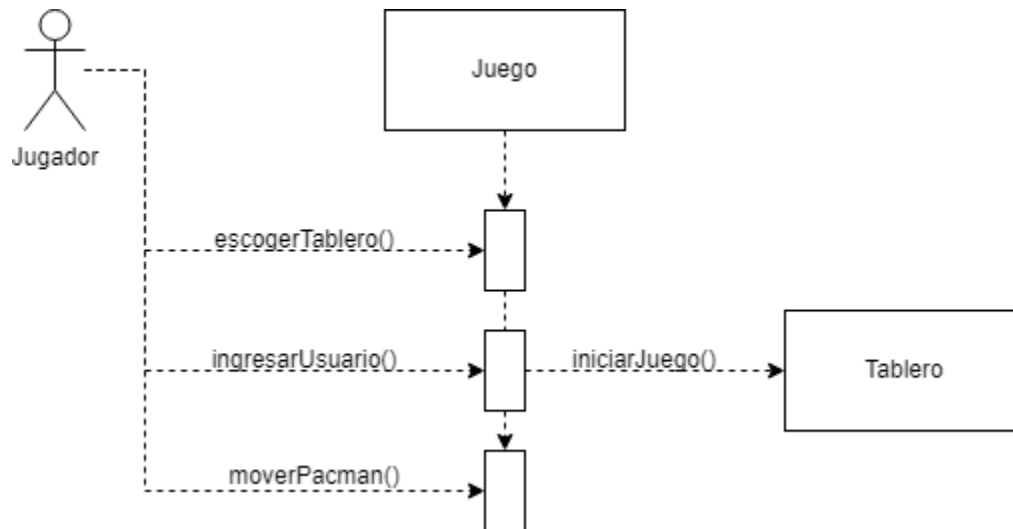 Juego
Jugador
escogerTablero()
ingresarUsuario()
iniciarJuego()
Tablero
moverPacman()